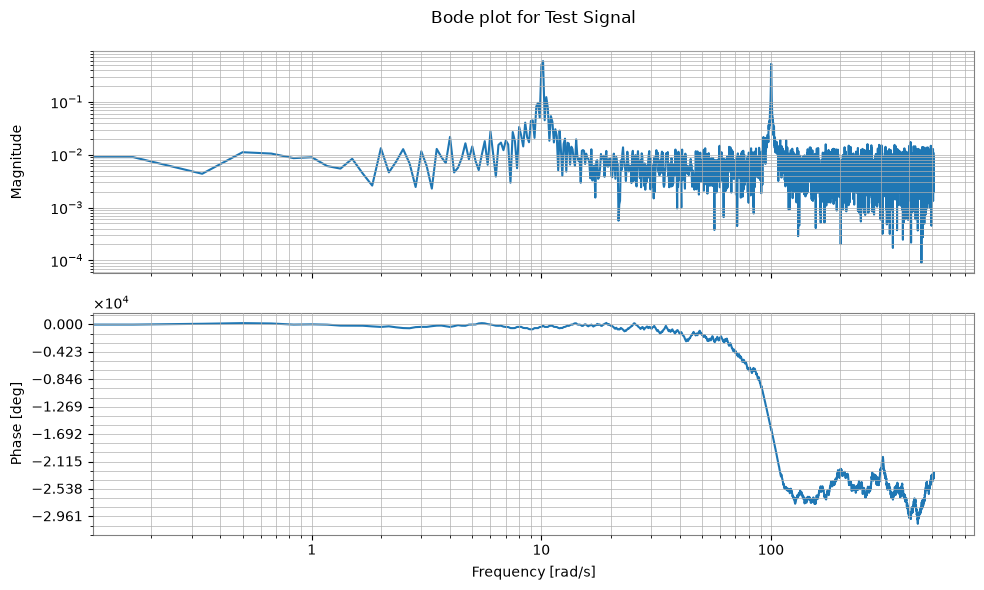 Bode plot for Test Signal
Magnitude
10⁻¹
10⁻²
10⁻³
10⁻⁴
×10⁴
Phase [deg]
0.000
−0.423
−0.846
−1.269
−1.692
−2.115
−2.538
−2.961
1 10 100
Frequency [rad/s]